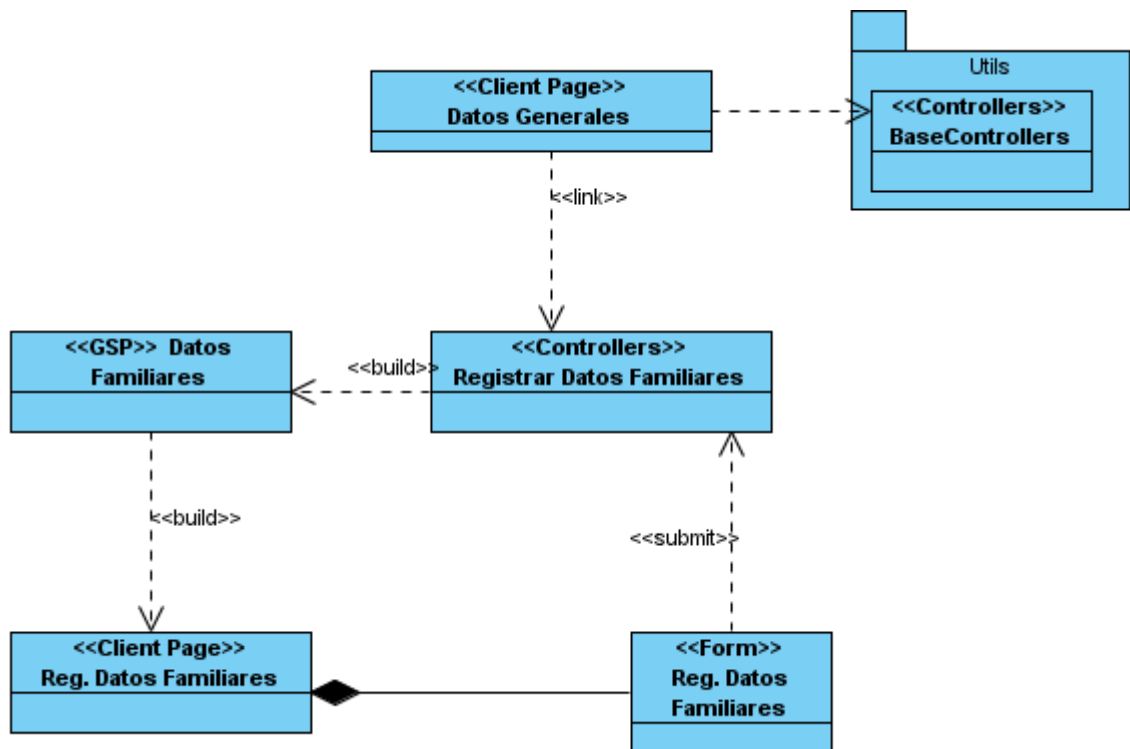 Utils
<<Client Page>>
Datos Generales
<<Controllers>>
BaseControllers
<<link>>
<<GSP>> Datos
Familiares
<<build>>
<<Controllers>>
Registrar Datos Familiares
<<build>>
<<submit>>
<<Client Page>>
Reg. Datos Familiares
<<Form>>
Reg. Datos
Familiares